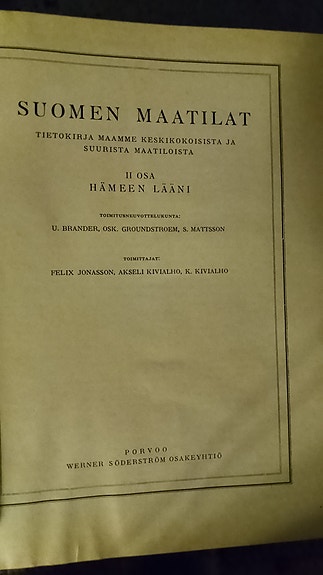 SUOMEN MAATILAT
TIETOKIRJA MAAMME KESKIKOKOISISTA JA
SUURISTA MAATILOISTA
II OSA
HÄMEEN LÄÄNI
TOIMITUSNEUVOTTELUKUNTA:
U. BRANDER, OSK. GROUNDSTROEM, S. MATTSSON
TOIMITTAJAT:
FELIX JONASSON, AKSELI KIVIALHO, K. KIVIALHO
PORVOO
WERNER SÖDERSTRÖM OSAKEYHTIÖ